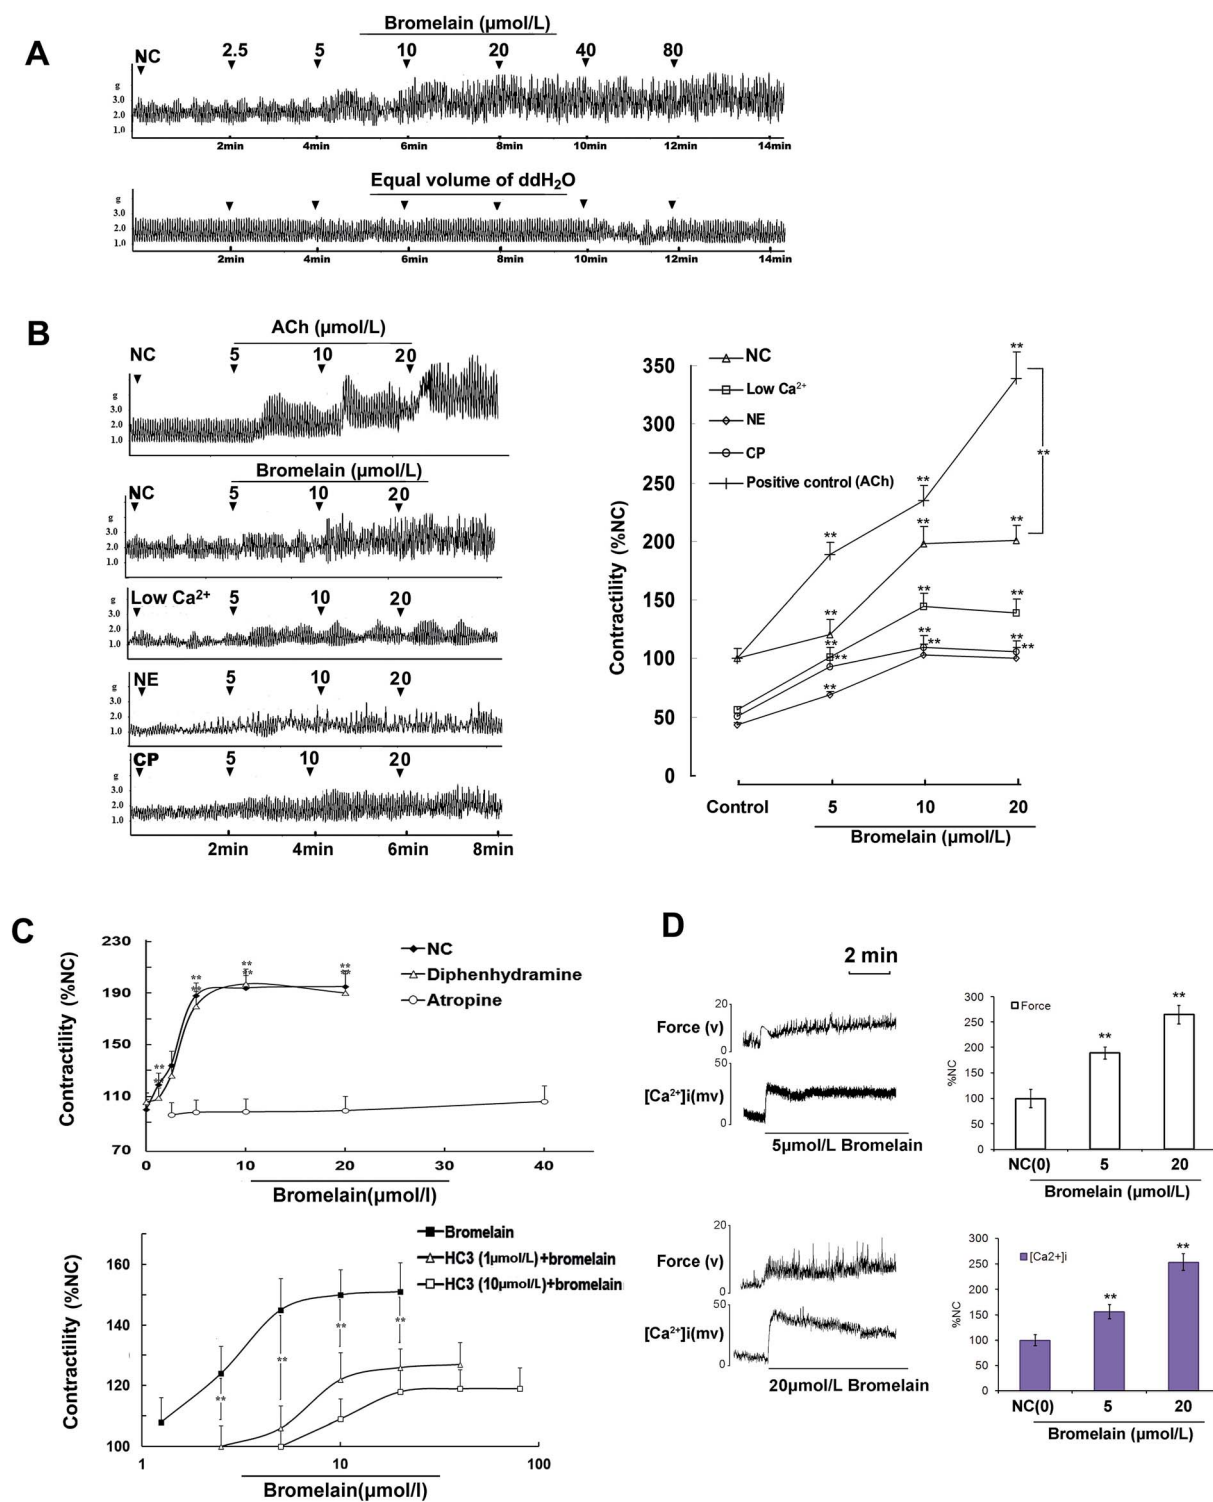 A
Bromelain (μmol/L)
NC 2.5 5 10 20 40 80
g
3.0
2.0
1.0
2min 4min 6min 8min 10min 12min 14min
Equal volume of ddH₂O
g
3.0
2.0
1.0
2min 4min 6min 8min 10min 12min 14min
B
ACh (μmol/L)
NC 5 10 20
g
3.0
2.0
1.0
Bromelain (μmol/L)
NC 5 10 20
g
3.0
2.0
1.0
Low Ca²⁺ 5 10 20
g
3.0
2.0
1.0
NE 5 10 20
g
3.0
2.0
1.0
CP 5 10 20
g
3.0
2.0
1.0
2min 4min 6min 8min
Contractility (%NC)
350
300
250
200
150
100
50
0
NC
Low Ca²⁺
NE
CP
Positive control (ACh)
** ** ** **
** ** **
** ** **
** ** **
** ** **
**
Control 5 10 20
Bromelain (μmol/L)
C
Contractility (%NC)
230
190
150
110
70
NC
Diphenhydramine
Atropine
** ** ** **
** ** ** **
0 10 20 30 40
Bromelain(μmol/l)
Contractility (%NC)
160
140
120
100
Bromelain
HC3 (1μmol/L)+bromelain
HC3 (10μmol/L)+bromelain
** ** ** **
1 10 100
Bromelain(μmol/l)
D
2 min
Force (v)
20
0
[Ca²⁺]i(mv)
50
0
5μmol/L Bromelain
%NC
300
250
200
150
100
50
0
Force
** **
NC(0) 5 20
Bromelain (μmol/L)
Force (v)
20
0
[Ca²⁺]i(mv)
50
0
20μmol/L Bromelain
%NC
300
250
200
150
100
50
0
[Ca2+]i
** **
NC(0) 5 20
Bromelain (μmol/L)